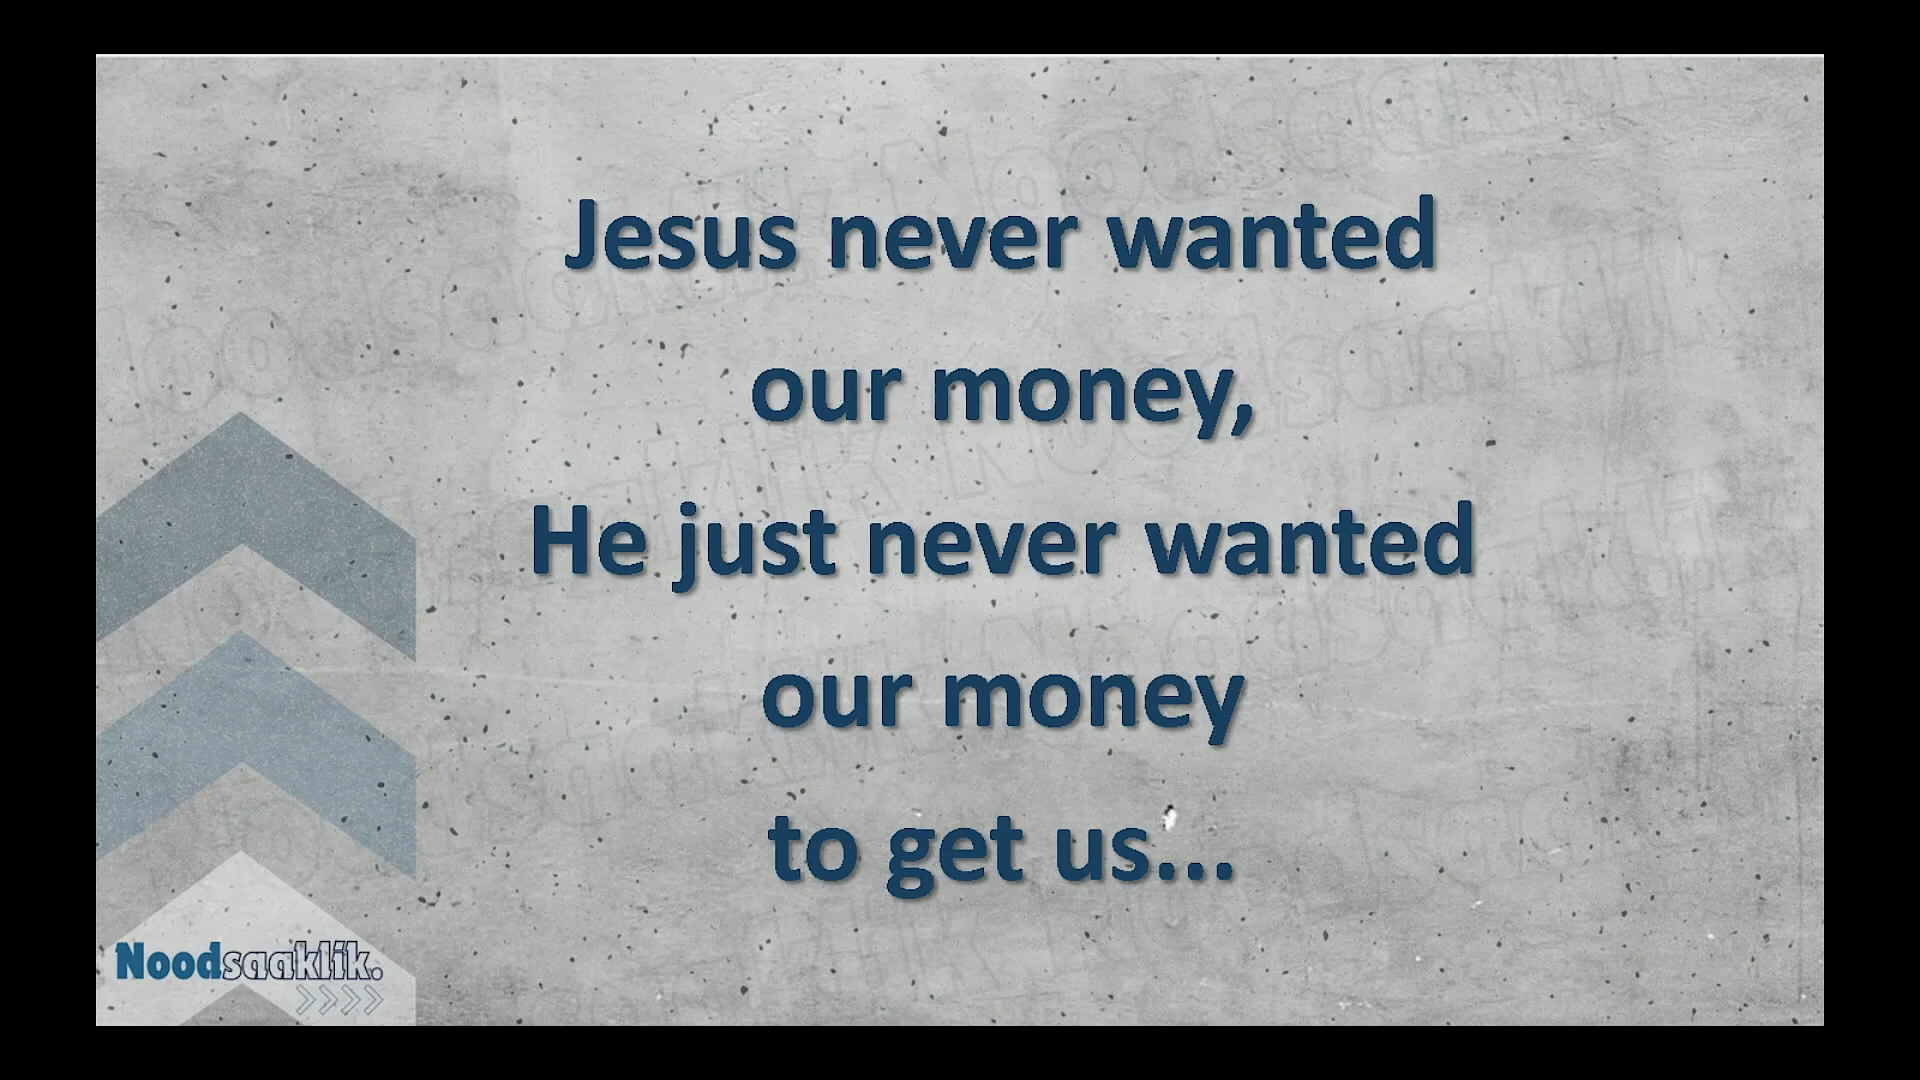 Jesus never wanted
our money,
He just never wanted
our money
to get us...
Noodsaaklik.